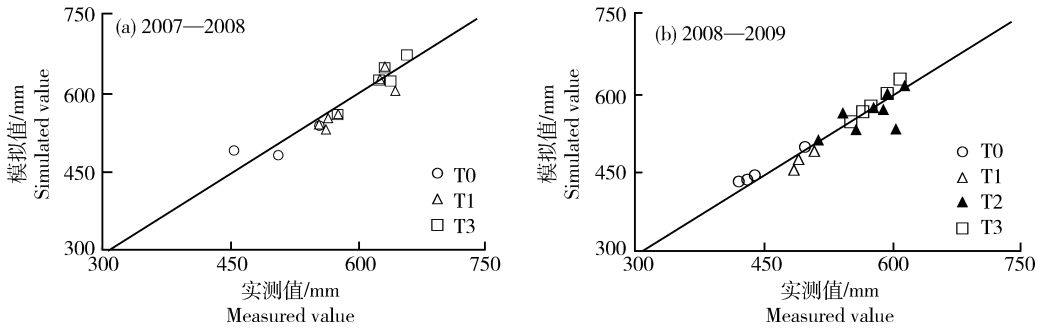 (a) 2007—2008
模拟值/mm
Simulated value
750
600
450
300
T0
T1
T3
300
450
600
750
实测值/mm
Measured value
(b) 2008—2009
模拟值/mm
Simulated value
750
600
450
300
T0
T1
T2
T3
300
450
600
750
实测值/mm
Measured value